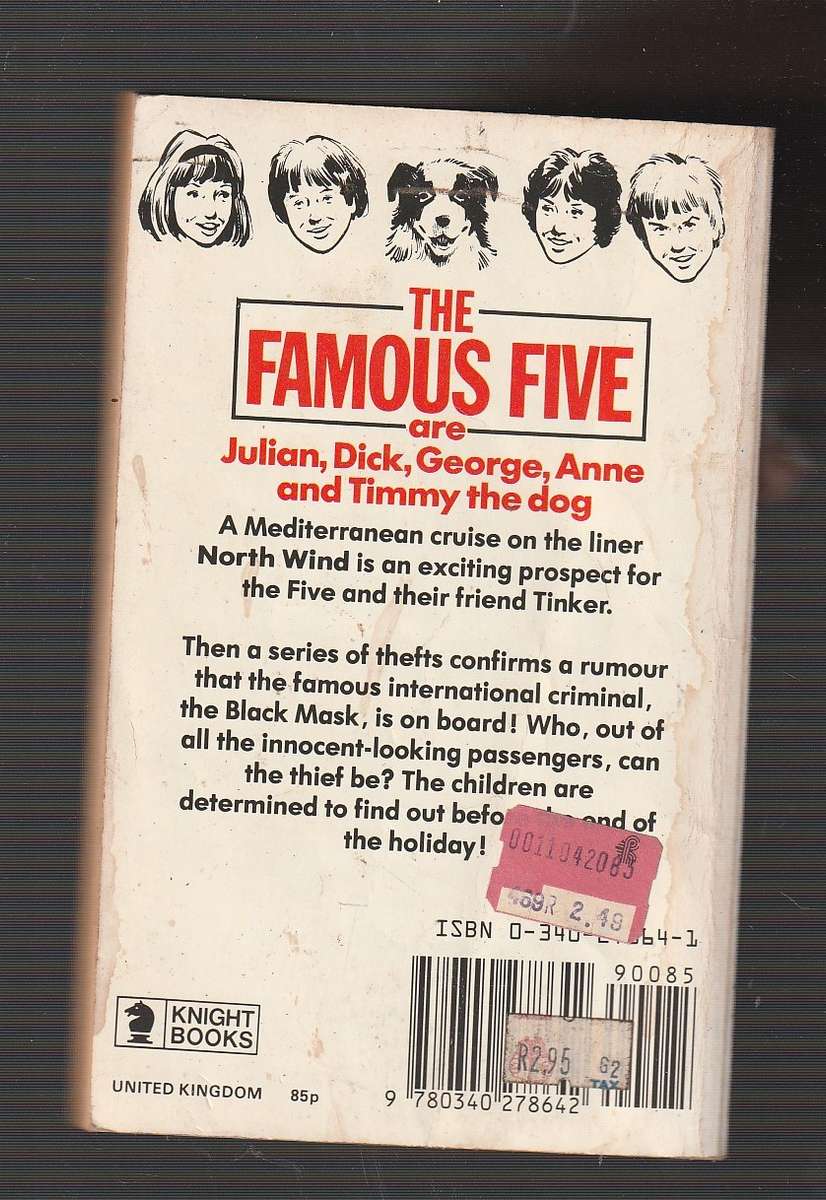 THE
FAMOUS FIVE
are
Julian, Dick, George, Anne
and Timmy the dog
A Mediterranean cruise on the liner
North Wind is an exciting prospect for
the Five and their friend Tinker.
Then a series of thefts confirms a rumour
that the famous international criminal,
the Black Mask, is on board! Who, out of
all the innocent-looking passengers, can
the thief be? The children are
determined to find out end of
the holiday!
0011042083
2.49
ISBN 0-340- 64-1
90085
R2,95 62
TAX
KNIGHT
BOOKS
UNITED KINGDOM 85p
9 780340 278642